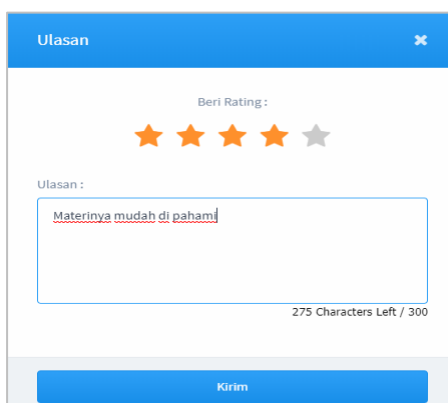 Ulasan
Beri Rating :
Ulasan :
Materinya mudah di pahami
275 Characters Left / 300
Kirim